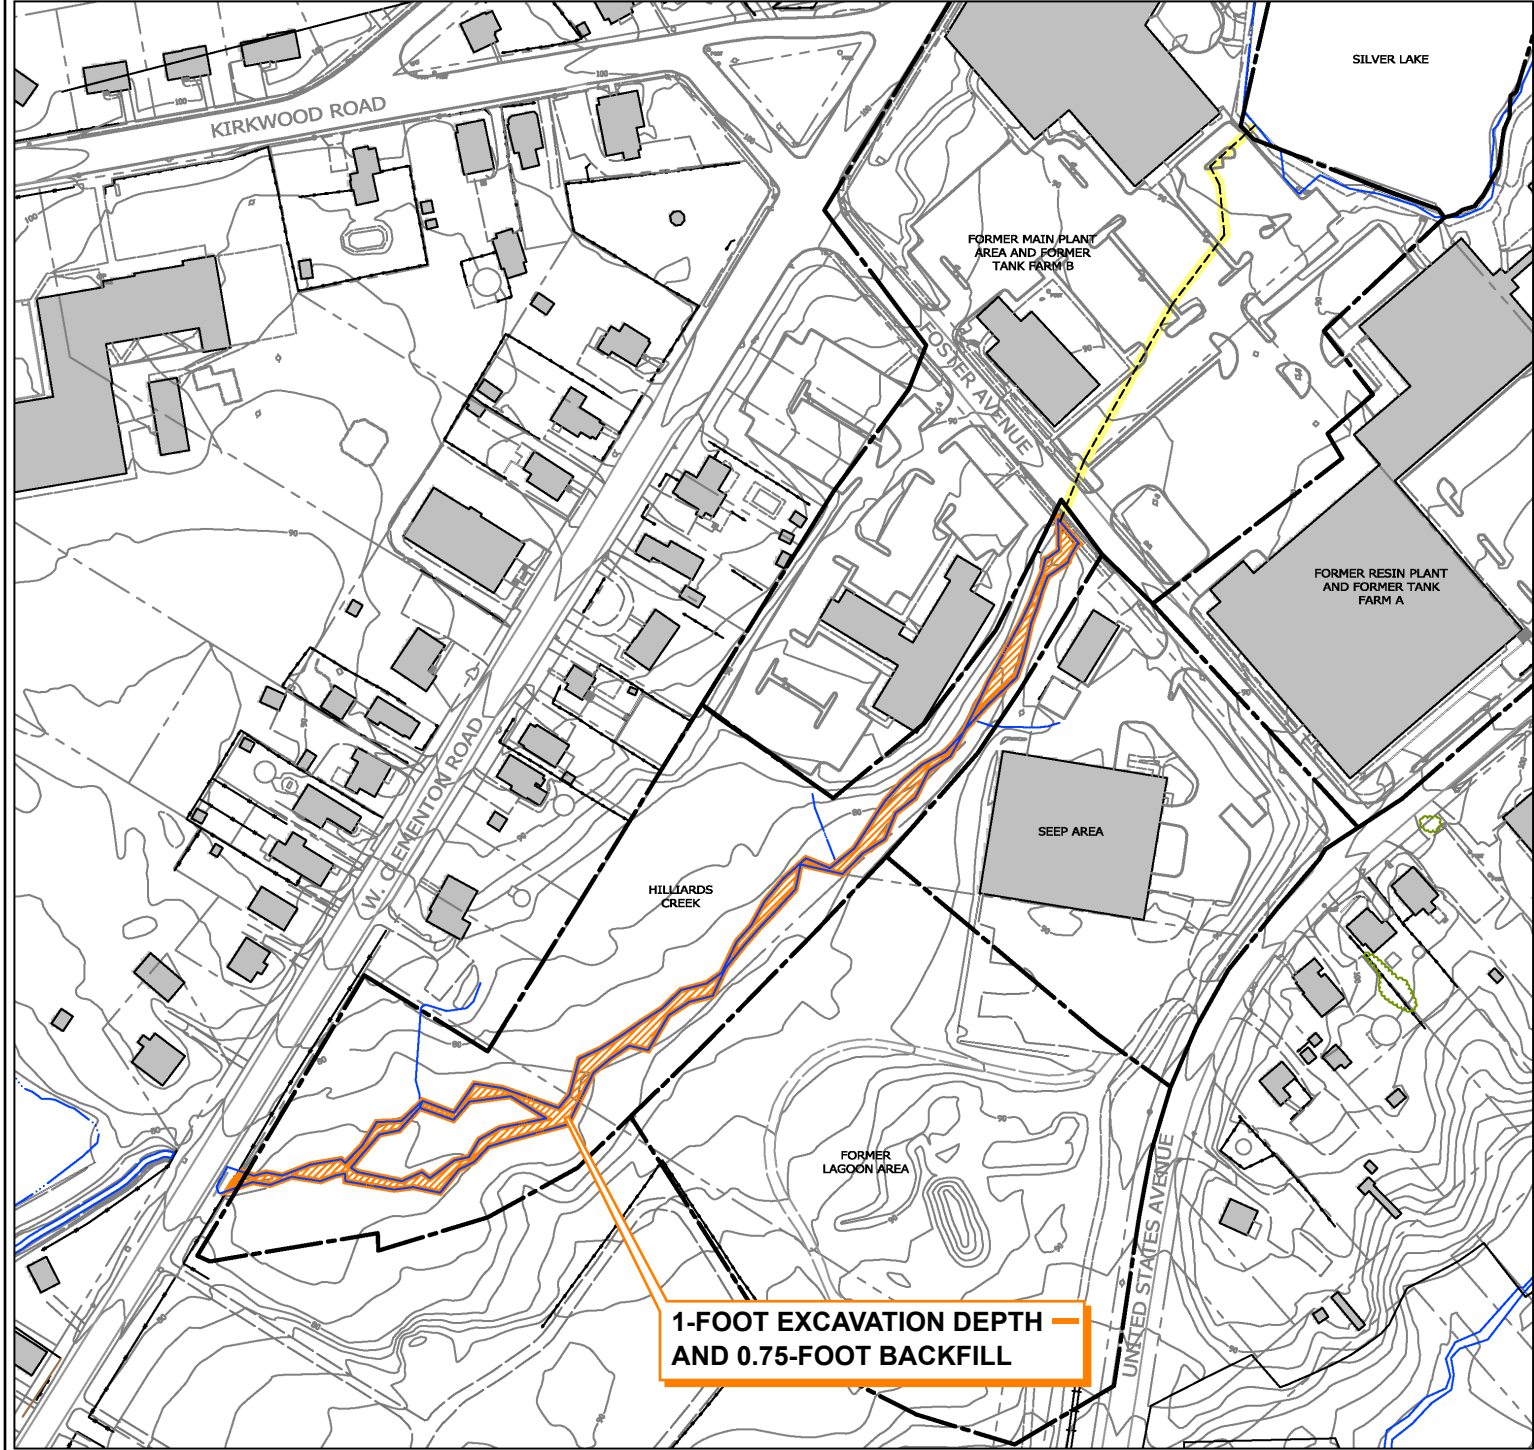 SILVER LAKE
KIRKWOOD ROAD
FORMER MAIN PLANT
AREA AND FORMER
TANK FARM B
FOSTER AVENUE
FORMER RESIN PLANT
AND FORMER TANK
FARM A
W. CLEMENTON ROAD
SEEP AREA
HILLIARDS
CREEK
FORMER
LAGOON AREA
UNITED STATES AVENUE
1-FOOT EXCAVATION DEPTH
AND 0.75-FOOT BACKFILL